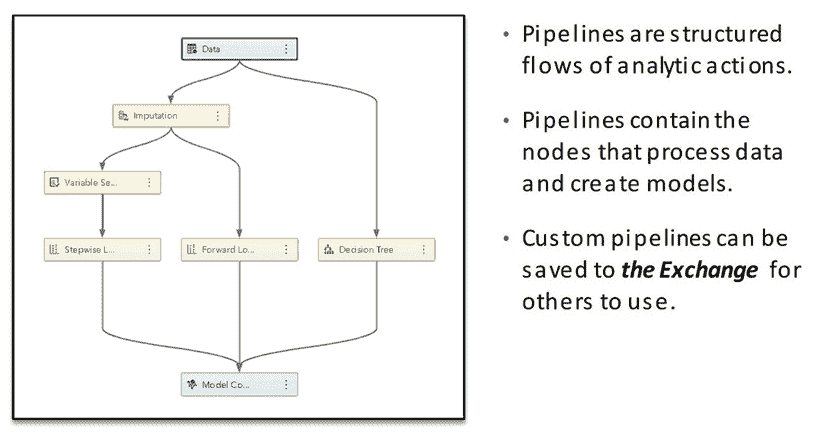 Data
Imputation
Variable Se...
Stepwise L...
Forward Lo...
Decision Tree
Model Co...
• Pipelines are structured
flows of analytic actions.
• Pipelines contain the
nodes that process data
and create models.
• Custom pipelines can be
saved to the Exchange for
others to use.